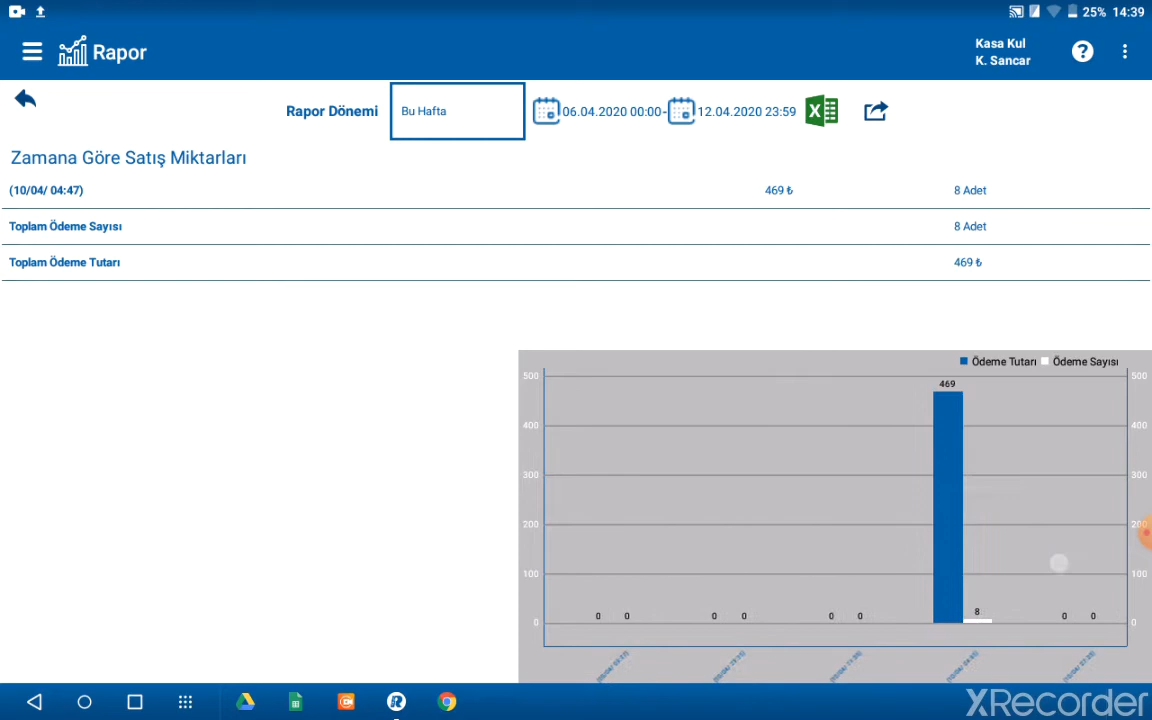 25% 14:39
Rapor
Kasa Kul
K. Sancar
?
Rapor Dönemi
Bu Hafta
06.04.2020 00:00-
12.04.2020 23:59
Zamana Göre Satış Miktarları
(10/04/ 04:47) 469 ₺ 8 Adet
Toplam Ödeme Sayısı 8 Adet
Toplam Ödeme Tutarı 469 ₺
Ödeme Tutarı Ödeme Sayısı
500 500
469
400 400
300 300
200 200
100 100
0 0 0 0 0 0 8 0 0
0 0
XRecorder